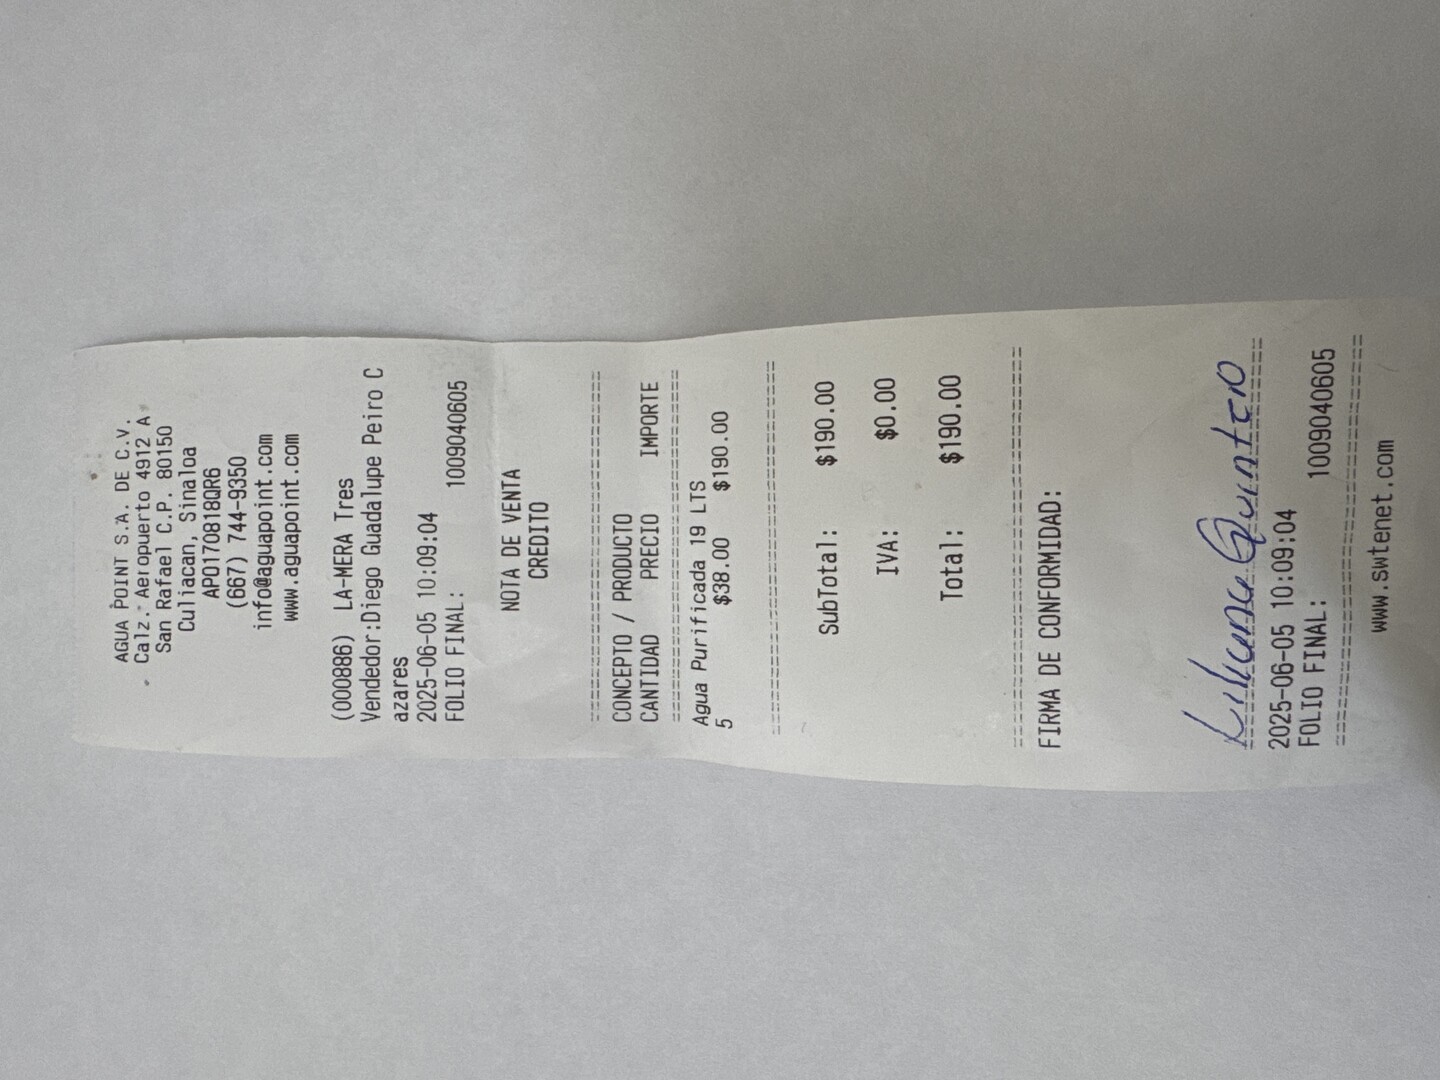 AGUA POINT S.A. DE C.V.
Calz. Aeropuerto 4912 A
San Rafael C.P. 80150
Culiacan, Sinaloa
APO170818QR6
(667) 744-9350
info@aguapoint.com
www.aguapoint.com
(000886) LA-MERA Tres
Vendedor:Diego Guadalupe Peiro C
azares
2025-06-05 10:09:04
FOLIO FINAL: 1009040605
NOTA DE VENTA
CREDITO
CONCEPTO / PRODUCTO
CANTIDAD PRECIO IMPORTE
Agua Purificada 19 LTS
5 $38.00 $190.00
SubTotal: $190.00
IVA: $0.00
Total: $190.00
FIRMA DE CONFORMIDAD:
Liliana Quintero
2025-06-05 10:09:04
FOLIO FINAL: 1009040605
www.swtenet.com